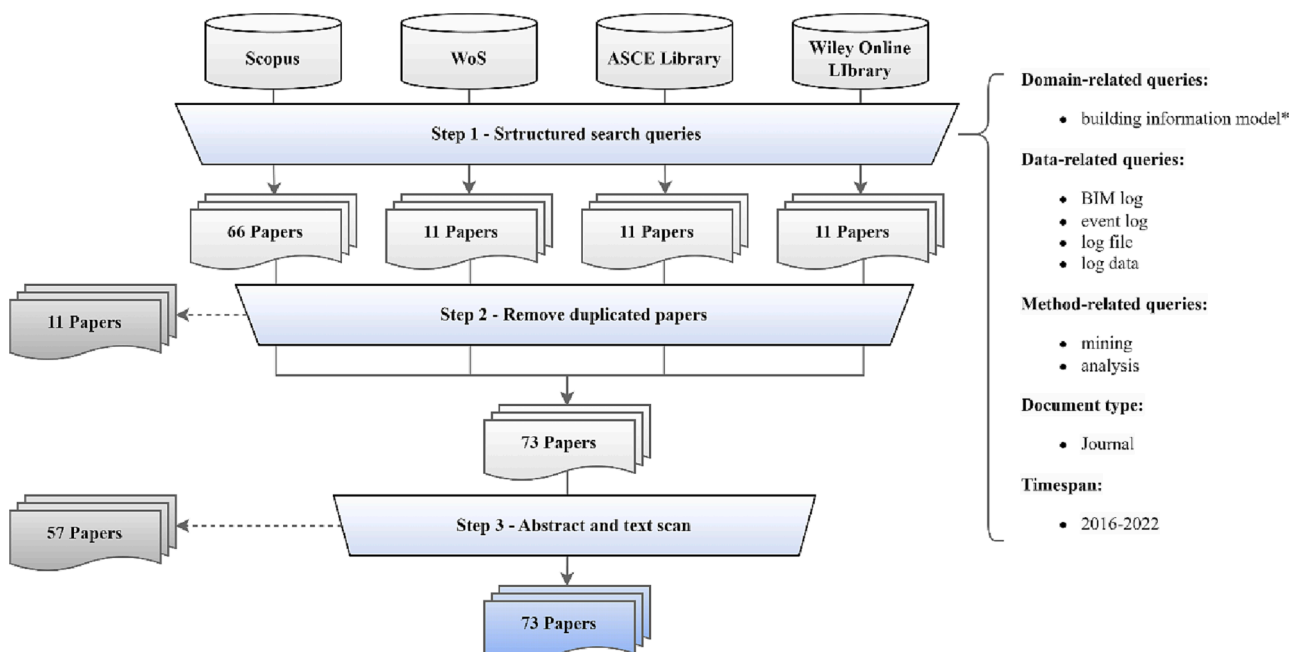 Scopus
WoS
ASCE Library
Wiley Online
LIbrary
Step 1 - Srtructured search queries
66 Papers
11 Papers
11 Papers
11 Papers
11 Papers
Step 2 - Remove duplicated papers
73 Papers
57 Papers
Step 3 - Abstract and text scan
73 Papers
Domain-related queries:
• building information model*
Data-related queries:
• BIM log
• event log
• log file
• log data
Method-related queries:
• mining
• analysis
Document type:
• Journal
Timespan:
• 2016-2022